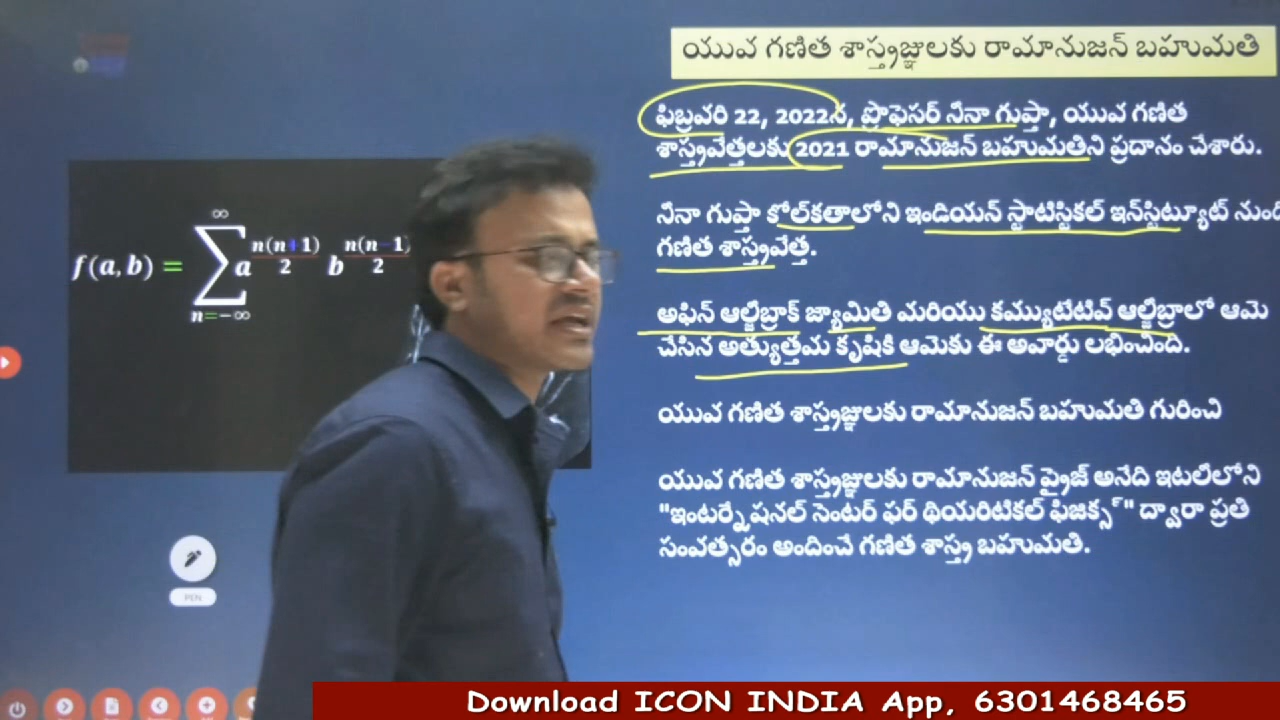 యువ గణిత శాస్త్రజ్ఞులకు రామానుజన్ బహుమతి
ఫిబ్రవరి 22, 2022న, ప్రొఫెసర్ నీనా గుప్తా, యువ గణిత
శాస్త్రవేత్తలకు 2021 రామానుజన్ బహుమతిని ప్రదానం చేశారు.
నీనా గుప్తా కోల్‌కతాలోని ఇండియన్ స్టాటిస్టికల్ ఇన్‌స్టిట్యూట్ నుండి
గణిత శాస్త్రవేత్త.
అఫిన్ ఆల్జీబ్రాక్ జ్యామితి మరియు కమ్యుటేటివ్ ఆల్జీబ్రాలో ఆమె
చేసిన అత్యుత్తమ కృషికి ఆమెకు ఈ అవార్డు లభించింది.
యువ గణిత శాస్త్రజ్ఞులకు రామానుజన్ బహుమతి గురించి
యువ గణిత శాస్త్రజ్ఞులకు రామానుజన్ ప్రైజ్ అనేది ఇటలీలోని
"ఇంటర్నేషనల్ సెంటర్ ఫర్ థియరిటికల్ ఫిజిక్స్" ద్వారా ప్రతి
సంవత్సరం అందించే గణిత శాస్త్ర బహుమతి.
f(a, b) = ∑_{n=-∞}^{∞} a^{n(n+1)/2} b^{n(n-1)/2}
PEN
Download ICON INDIA App, 6301468465